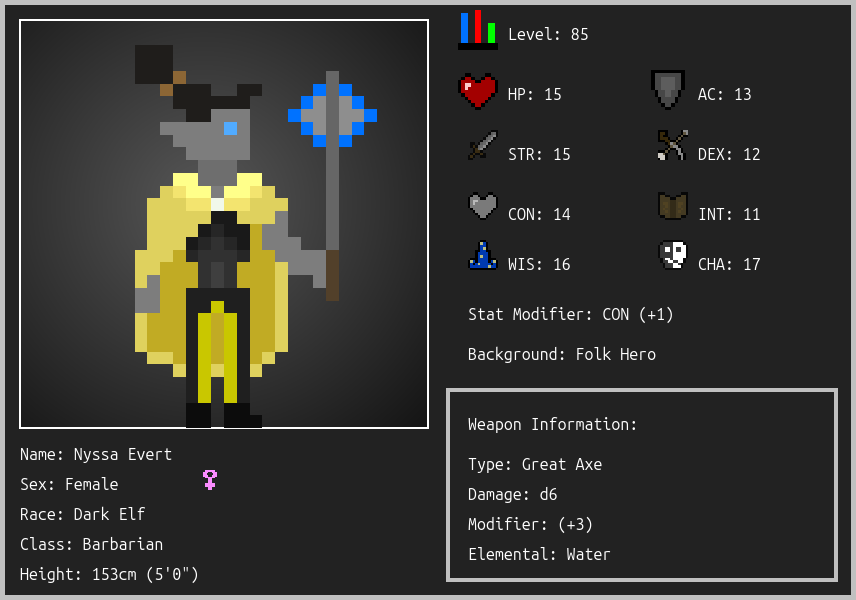 Level: 85
HP: 15
AC: 13
STR: 15
DEX: 12
CON: 14
INT: 11
WIS: 16
CHA: 17
Stat Modifier: CON (+1)
Background: Folk Hero
Weapon Information:
Type: Great Axe
Damage: d6
Modifier: (+3)
Elemental: Water
Name: Nyssa Evert
Sex: Female
Race: Dark Elf
Class: Barbarian
Height: 153cm (5'0")